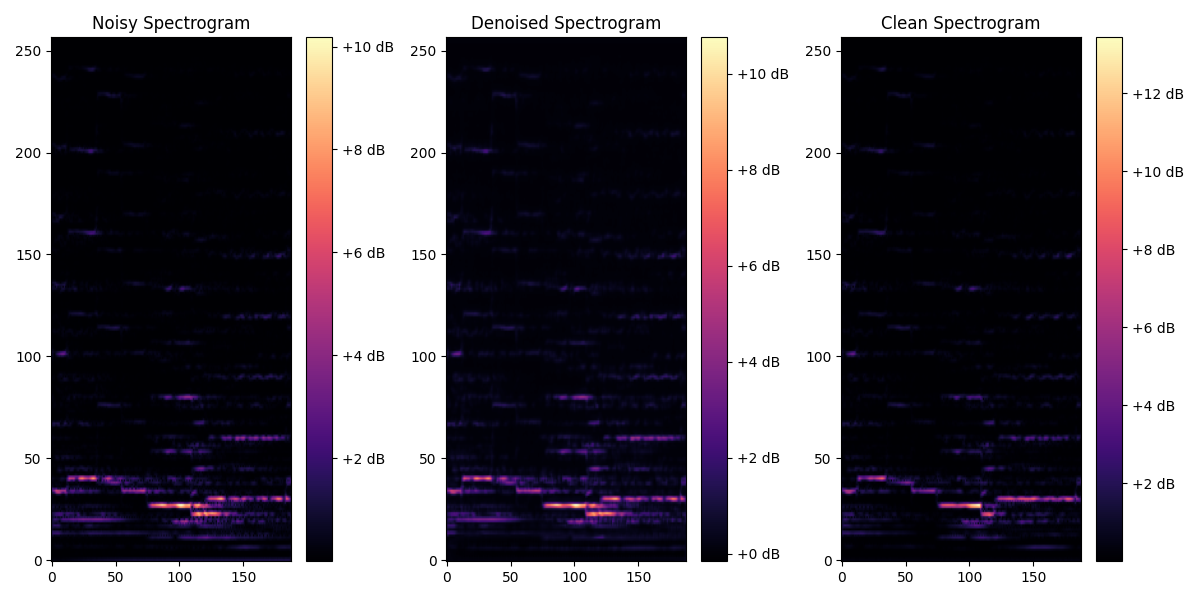 Noisy Spectrogram
250
200
150
100
50
0
0 50 100 150
+10 dB
+8 dB
+6 dB
+4 dB
+2 dB
Denoised Spectrogram
250
200
150
100
50
0
0 50 100 150
+10 dB
+8 dB
+6 dB
+4 dB
+2 dB
+0 dB
Clean Spectrogram
250
200
150
100
50
0
0 50 100 150
+12 dB
+10 dB
+8 dB
+6 dB
+4 dB
+2 dB